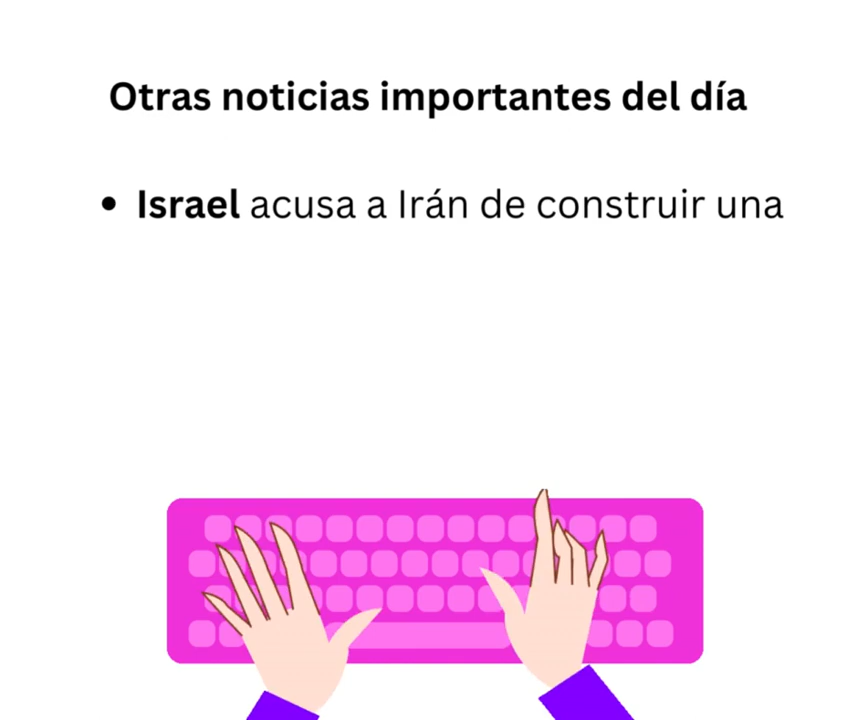 Otras noticias importantes del día
• Israel acusa a Irán de construir una